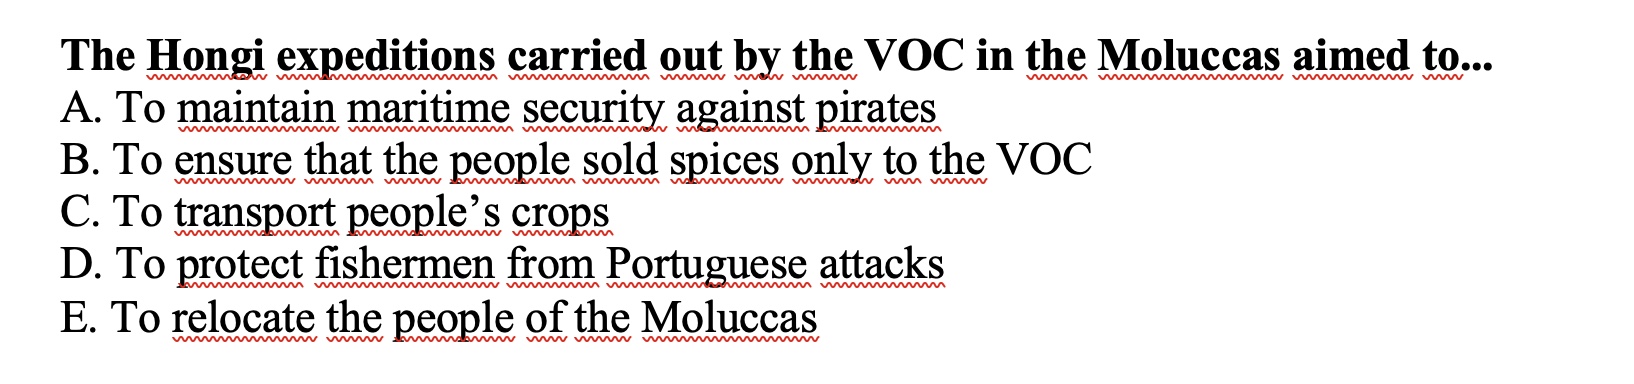 The Hongi expeditions carried out by the VOC in the Moluccas aimed to...
A. To maintain maritime security against pirates
B. To ensure that the people sold spices only to the VOC
C. To transport people’s crops
D. To protect fishermen from Portuguese attacks
E. To relocate the people of the Moluccas